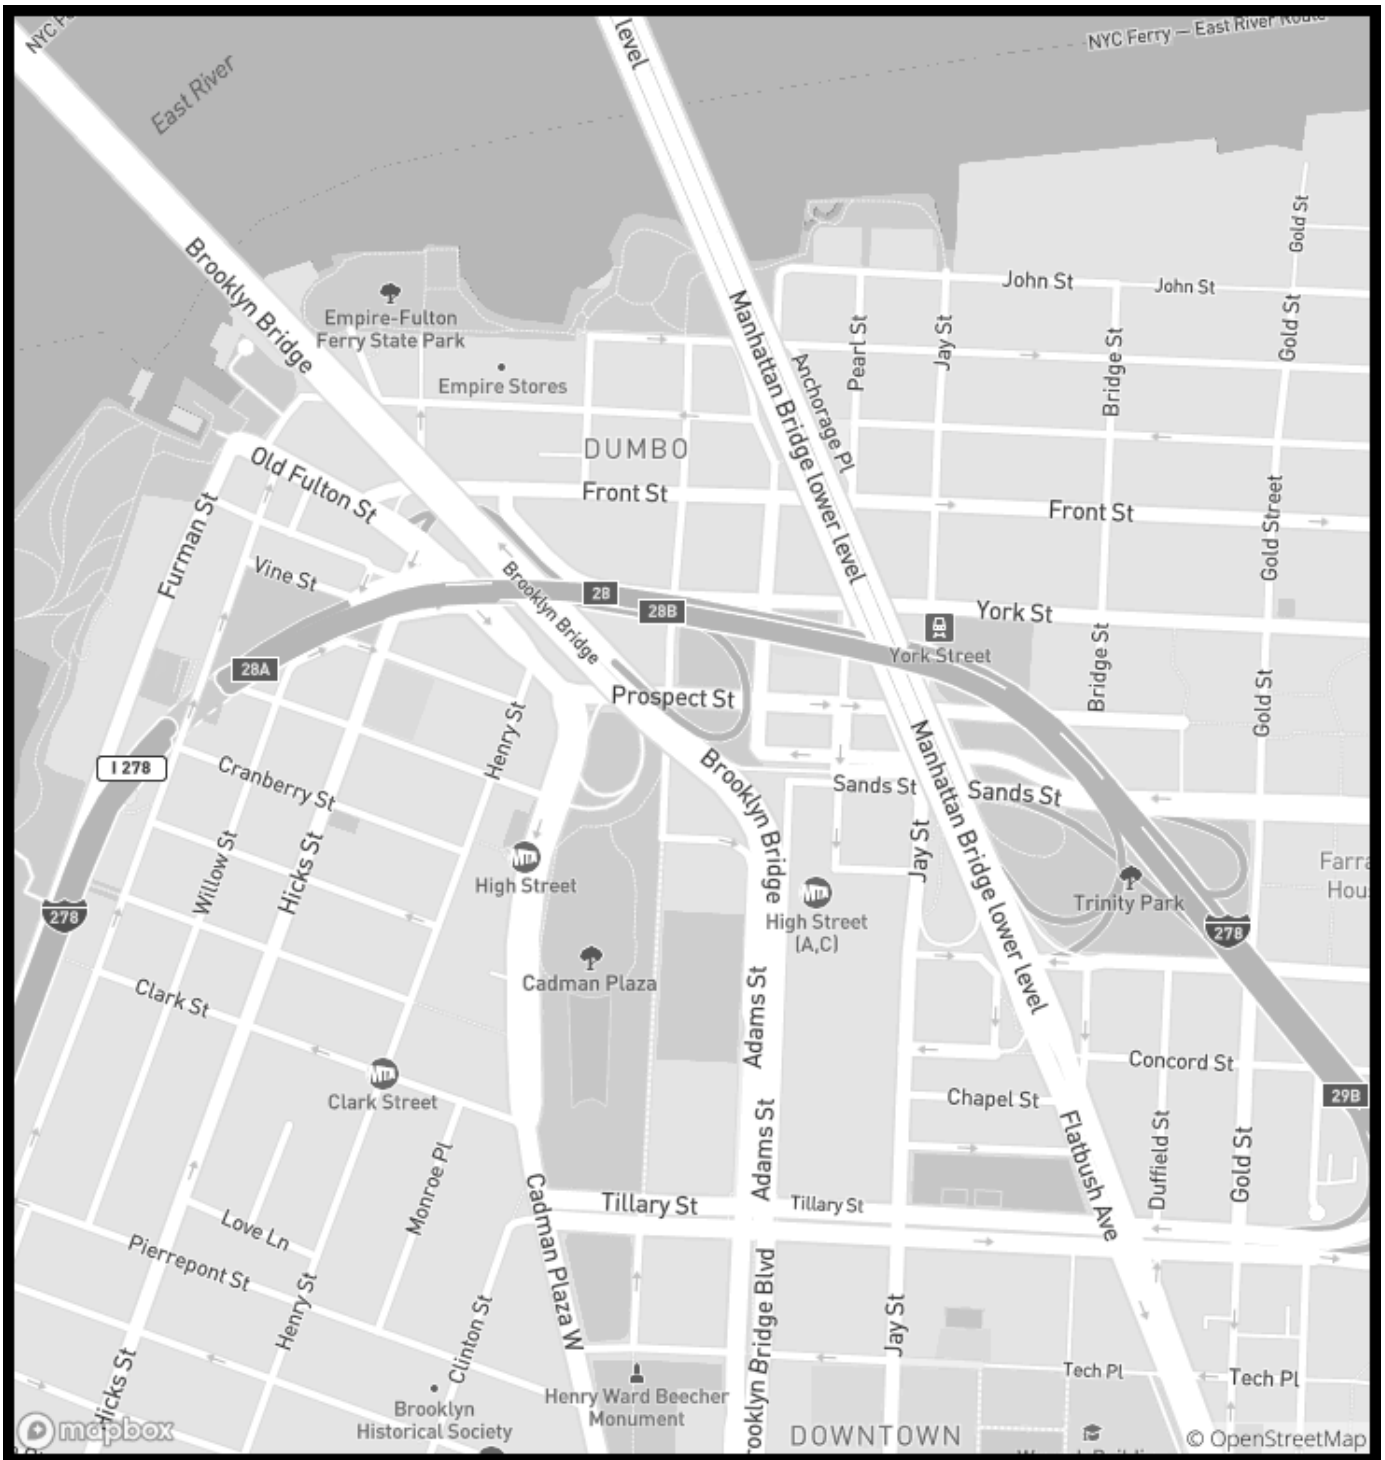 level
NYC Ferry — East River Route
East River
Gold St
Brooklyn Bridge
John St
John St
Empire-Fulton
Ferry State Park
Manhattan Bridge lower level
Anchorage Pl
Pearl St
Jay St
Bridge St
Gold St
Empire Stores
DUMBO
Old Fulton St
Front St
Front St
Gold Street
Furman St
Vine St
Brooklyn Bridge
28
28B
York St
York Street
Bridge St
28A
Prospect St
Gold St
Henry St
I 278
Cranberry St
Brooklyn Bridge
Sands St
Sands St
Manhattan Bridge lower level
Willow St
Hicks St
MTA
High Street
Jay St
MTA
High Street
(A,C)
Trinity Park
278
278
Cadman Plaza
Clark St
Adams St
Concord St
MTA
Clark Street
Chapel St
29B
Flatbush Ave
Duffield St
Gold St
Monroe Pl
Adams St
Tillary St
Tillary St
Love Ln
Pierrepont St
Cadman Plaza W
Henry St
Clinton St
Jay St
Hicks St
Tech Pl
Tech Pl
Henry Ward Beecher
Monument
Brooklyn
Historical Society
DOWNTOWN
mapbox
© OpenStreetMap